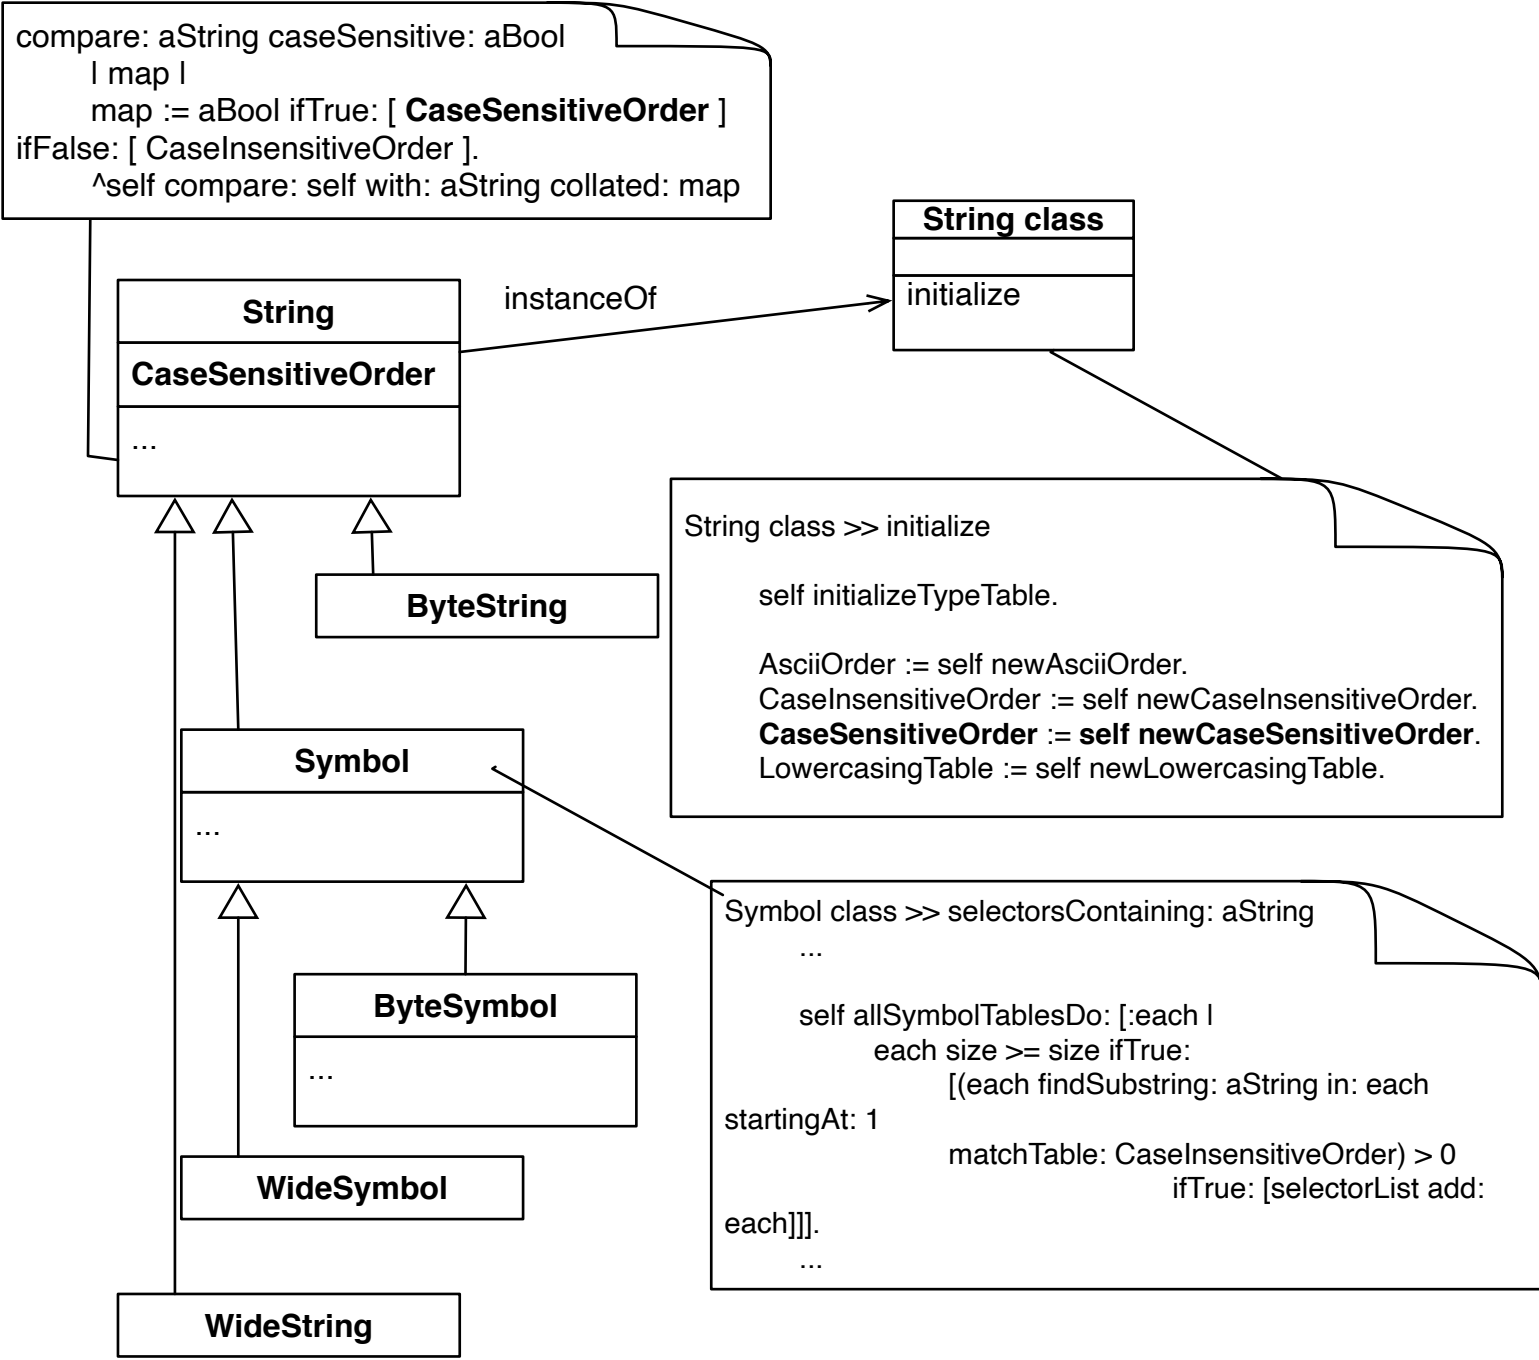 compare: aString caseSensitive: aBool
| map |
map := aBool ifTrue: [ CaseSensitiveOrder ]
ifFalse: [ CaseInsensitiveOrder ].
^self compare: self with: aString collated: map
String class
initialize
instanceOf
String
CaseSensitiveOrder
...
String class >> initialize
self initializeTypeTable.
AsciiOrder := self newAsciiOrder.
CaseInsensitiveOrder := self newCaseInsensitiveOrder.
CaseSensitiveOrder := self newCaseSensitiveOrder.
LowercasingTable := self newLowercasingTable.
ByteString
Symbol
...
Symbol class >> selectorsContaining: aString
...
self allSymbolTablesDo: [:each |
each size >= size ifTrue:
[(each findSubstring: aString in: each
startingAt: 1
matchTable: CaseInsensitiveOrder) > 0
ifTrue: [selectorList add:
each]]].
...
ByteSymbol
...
WideSymbol
WideString